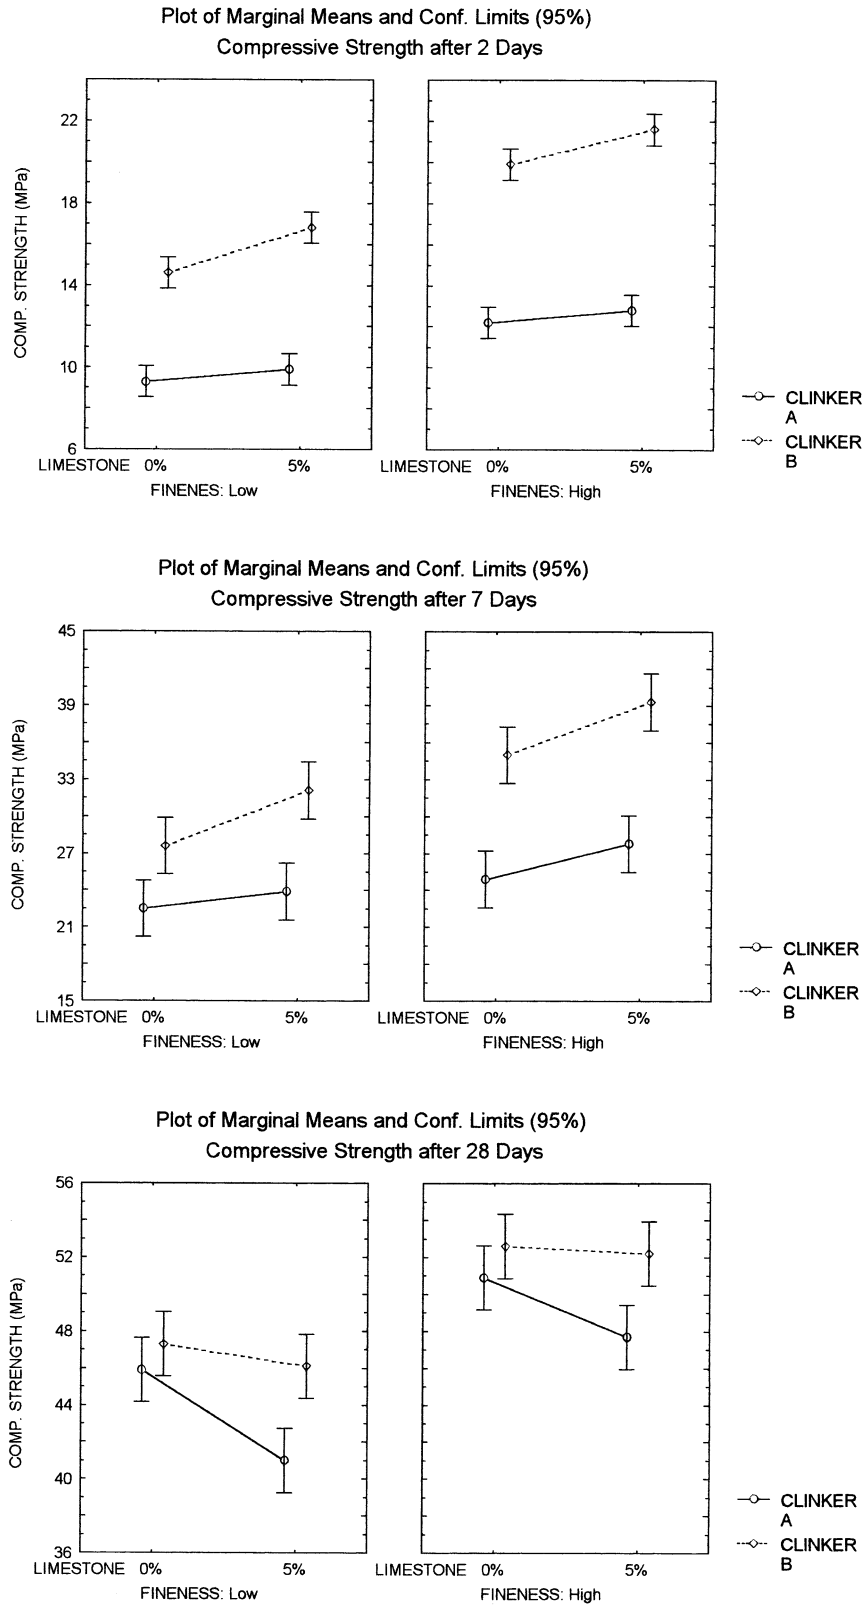 Plot of Marginal Means and Conf. Limits (95%)
Compressive Strength after 2 Days
COMP. STRENGTH (MPa)
22
18
14
10
6
LIMESTONE 0% 5%
FINENES: Low
LIMESTONE 0% 5%
FINENES: High
CLINKER
A
CLINKER
B
Plot of Marginal Means and Conf. Limits (95%)
Compressive Strength after 7 Days
COMP. STRENGTH (MPa)
45
39
33
27
21
15
LIMESTONE 0% 5%
FINENESS: Low
LIMESTONE 0% 5%
FINENESS: High
CLINKER
A
CLINKER
B
Plot of Marginal Means and Conf. Limits (95%)
Compressive Strength after 28 Days
COMP. STRENGTH (MPa)
56
52
48
44
40
36
LIMESTONE 0% 5%
FINENESS: Low
LIMESTONE 0% 5%
FINENESS: High
CLINKER
A
CLINKER
B